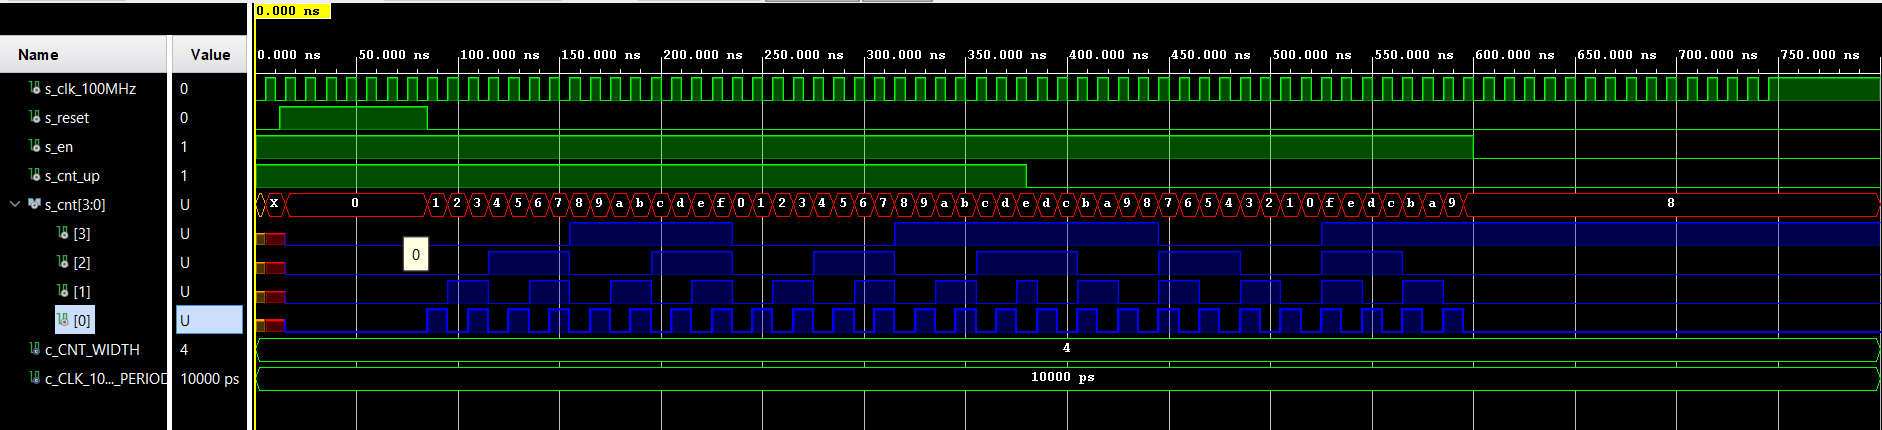 0.000 ns
Name Value 0.000 ns 50.000 ns 100.000 ns 150.000 ns 200.000 ns 250.000 ns 300.000 ns 350.000 ns 400.000 ns 450.000 ns 500.000 ns 550.000 ns 600.000 ns 650.000 ns 700.000 ns 750.000 ns
s_clk_100MHz 0
s_reset 0
s_en 1
s_cnt_up 1
s_cnt[3:0] U X 0 1 2 3 4 5 6 7 8 9 a b c d e f 0 1 2 3 4 5 6 7 8 9 a b c d e d c b a 9 8 7 6 5 4 3 2 1 0 f e d c b a 9 8
[3] U
0
[2] U
[1] U
[0] U
c_CNT_WIDTH 4 4
c_CLK_10..._PERIOD 10000 ps 10000 ps